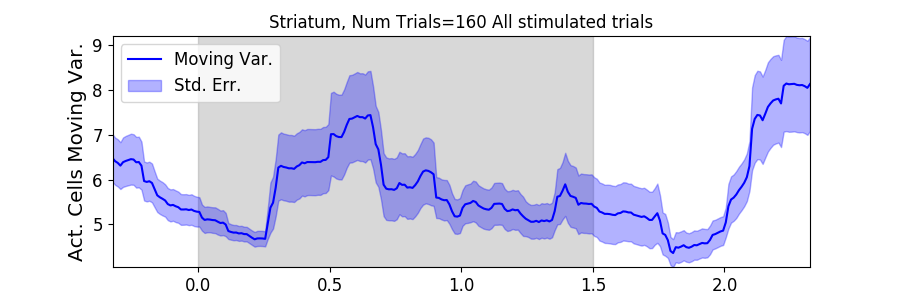 Striatum, Num Trials=160 All stimulated trials
Act. Cells Moving Var.
9
8
7
6
5
Moving Var.
Std. Err.
0.0 0.5 1.0 1.5 2.0